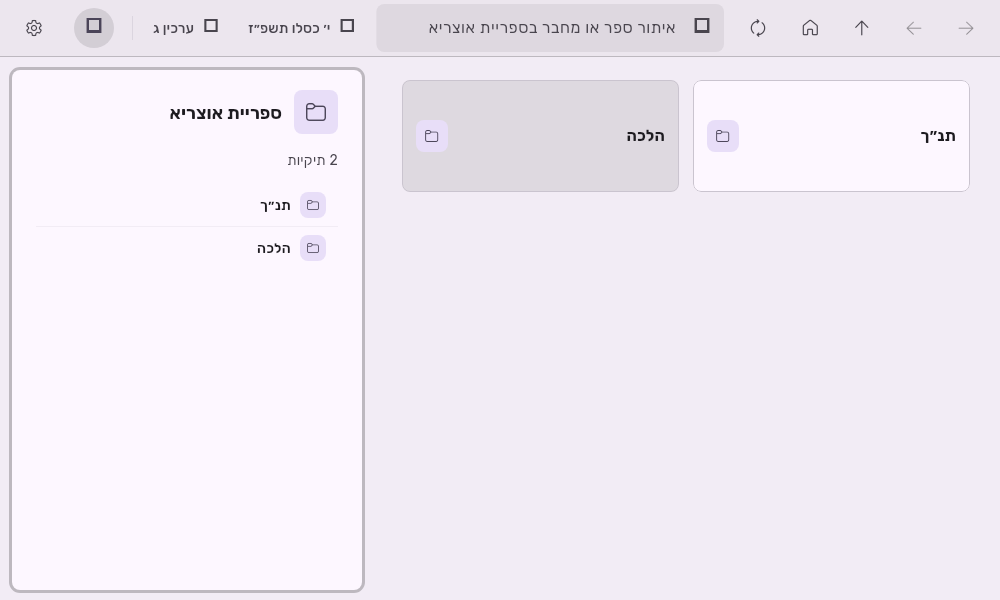 איתור ספר או מחבר בספריית אוצריא
י׳ כסלו תשפ״ז
ערכין ג
תנ״ך
הלכה
ספריית אוצריא
2 תיקיות
תנ״ך
הלכה